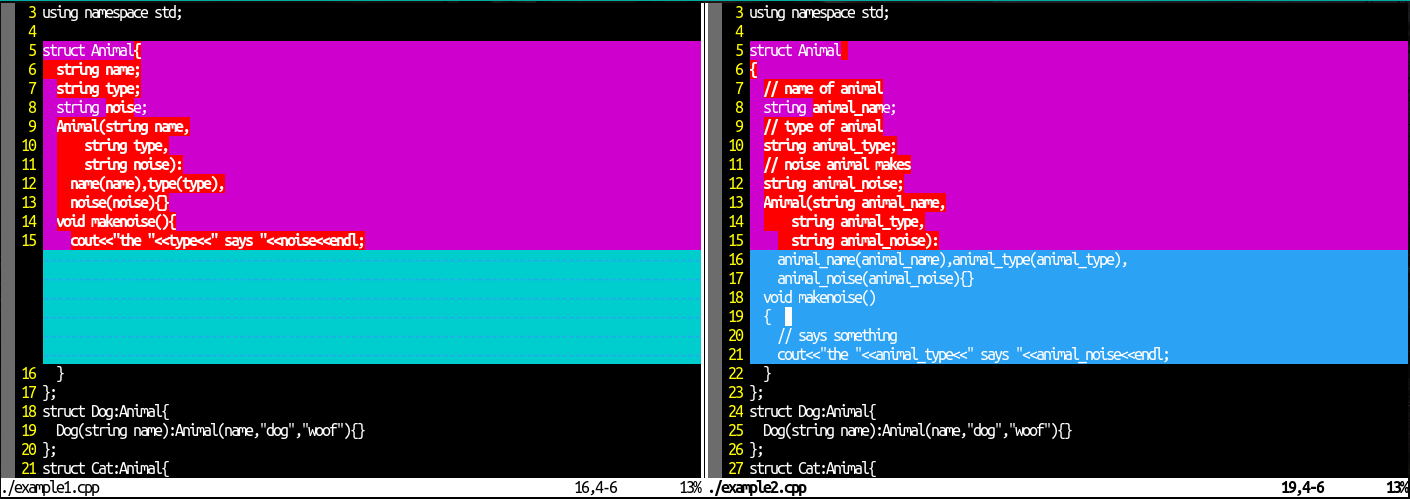 3 using namespace std;
4
5 struct Animal{
6   string name;
7   string type;
8   string noise;
9   Animal(string name,
10       string type,
11       string noise):
12     name(name),type(type),
13     noise(noise){}
14   void makenoise(){
15     cout<<"the "<<type<<" says "<<noise<<endl;
16   }
17 };
18 struct Dog:Animal{
19   Dog(string name):Animal(name,"dog","woof"){}
20 };
21 struct Cat:Animal{
./example1.cpp 16,4-6 13%
3 using namespace std;
4
5 struct Animal
6 {
7   // name of animal
8   string animal_name;
9   // type of animal
10   string animal_type;
11   // noise animal makes
12   string animal_noise;
13   Animal(string animal_name,
14       string animal_type,
15       string animal_noise):
16     animal_name(animal_name),animal_type(animal_type),
17     animal_noise(animal_noise){}
18   void makenoise()
19   {
20     // says something
21     cout<<"the "<<animal_type<<" says "<<animal_noise<<endl;
22   }
23 };
24 struct Dog:Animal{
25   Dog(string name):Animal(name,"dog","woof"){}
26 };
27 struct Cat:Animal{
./example2.cpp 19,4-6 13%